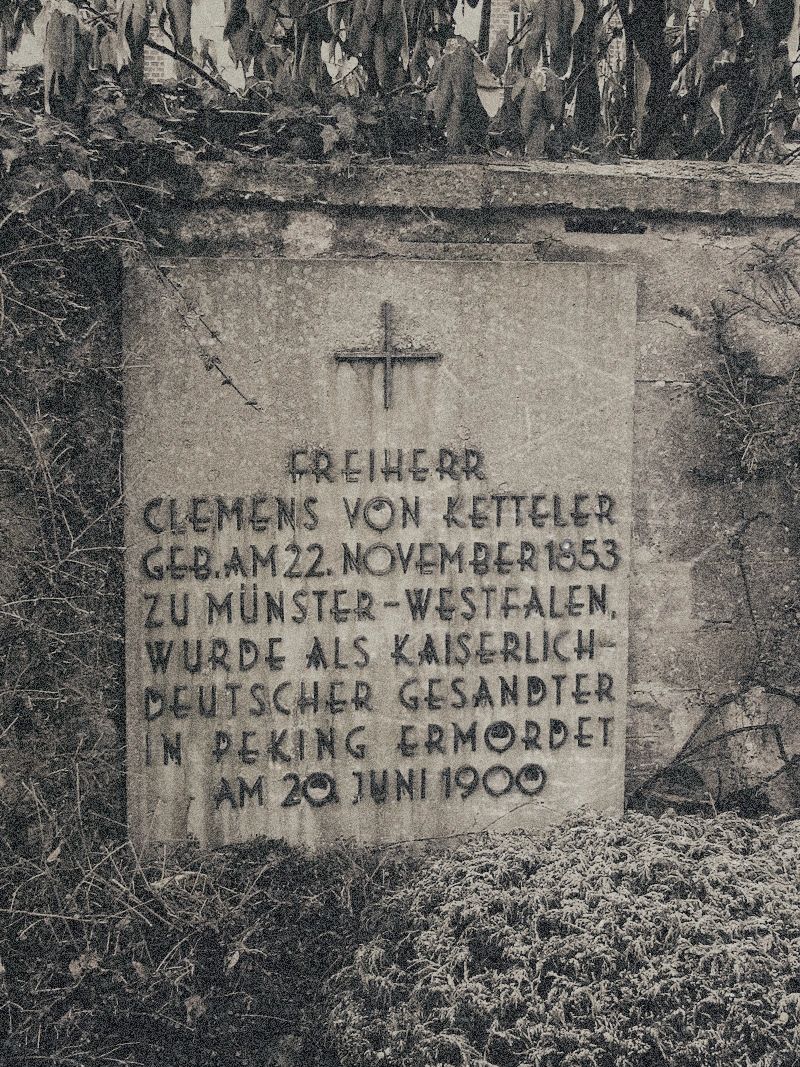 FREIHERR
CLEMENS VON KETTELER
GEB. AM 22. NOVEMBER 1853
ZU MÜNSTER-WESTFALEN,
WURDE ALS KAISERLICH-
DEUTSCHER GESANDTER
IN PEKING ERMORDET
AM 20. JUNI 1900